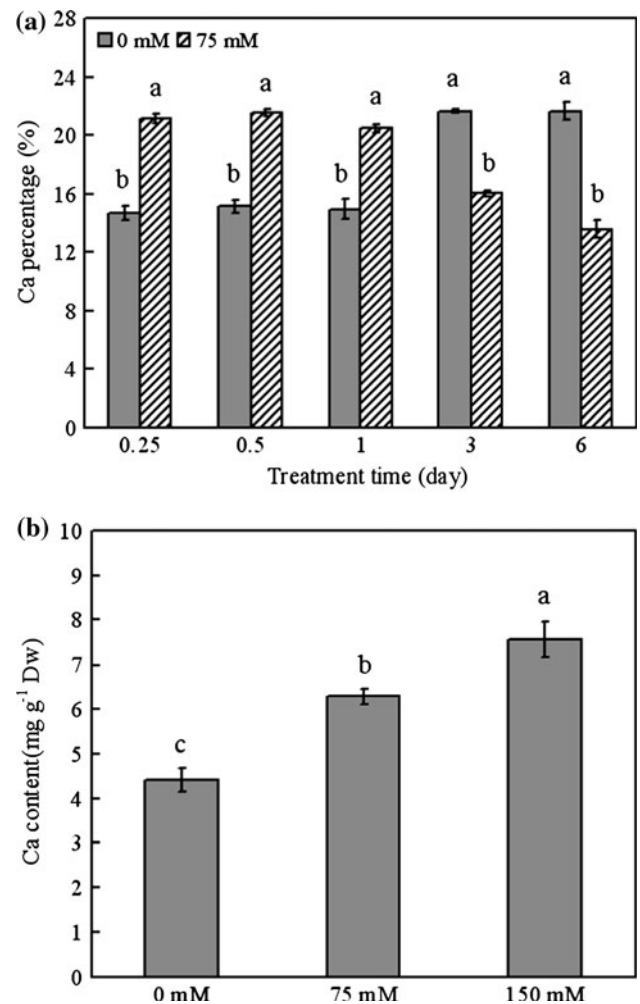 (a)
0 mM 75 mM
Ca percentage (%)
28
24
20
16
12
8
4
0
b a b a b a a b a b
0.25 0.5 1 3 6
Treatment time (day)
(b)
Ca content(mg g⁻¹ Dw)
10
9
8
7
6
5
4
3
2
1
0
c b a
0 mM 75 mM 150 mM